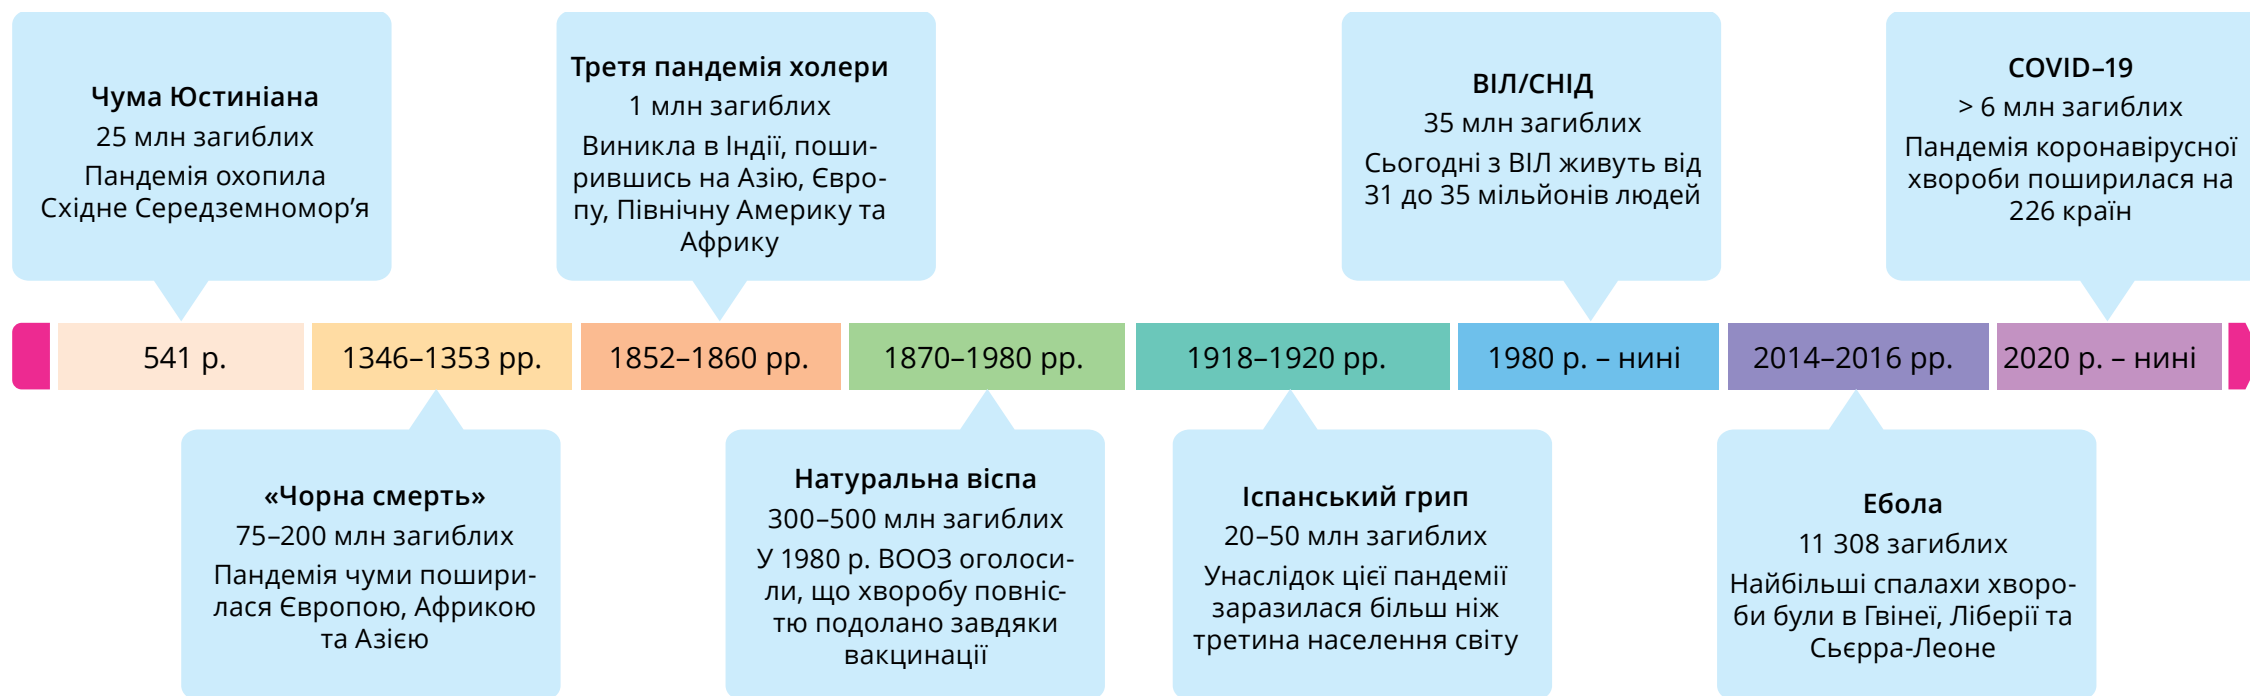 Чума Юстиніана
25 млн загиблих
Пандемія охопила
Східне Середземномор’я
Третя пандемія холери
1 млн загиблих
Виникла в Індії, поши-
рившись на Азію, Євро-
пу, Північну Америку та
Африку
ВІЛ/СНІД
35 млн загиблих
Сьогодні з ВІЛ живуть від
31 до 35 мільйонів людей
COVID–19
> 6 млн загиблих
Пандемія коронавірусної
хвороби поширилася на
226 країн
541 р.
1346–1353 рр.
1852–1860 рр.
1870–1980 рр.
1918–1920 рр.
1980 р. – нині
2014–2016 рр.
2020 р. – нині
«Чорна смерть»
75–200 млн загиблих
Пандемія чуми пошири-
лася Європою, Африкою
та Азією
Натуральна віспа
300–500 млн загиблих
У 1980 р. ВООЗ оголоси-
ли, що хворобу повніс-
тю подолано завдяки
вакцинації
Іспанський грип
20–50 млн загиблих
Унаслідок цієї пандемії
заразилася більш ніж
третина населення світу
Ебола
11 308 загиблих
Найбільші спалахи хворо-
би були в Гвінеї, Ліберії та
Сьєрра-Леоне